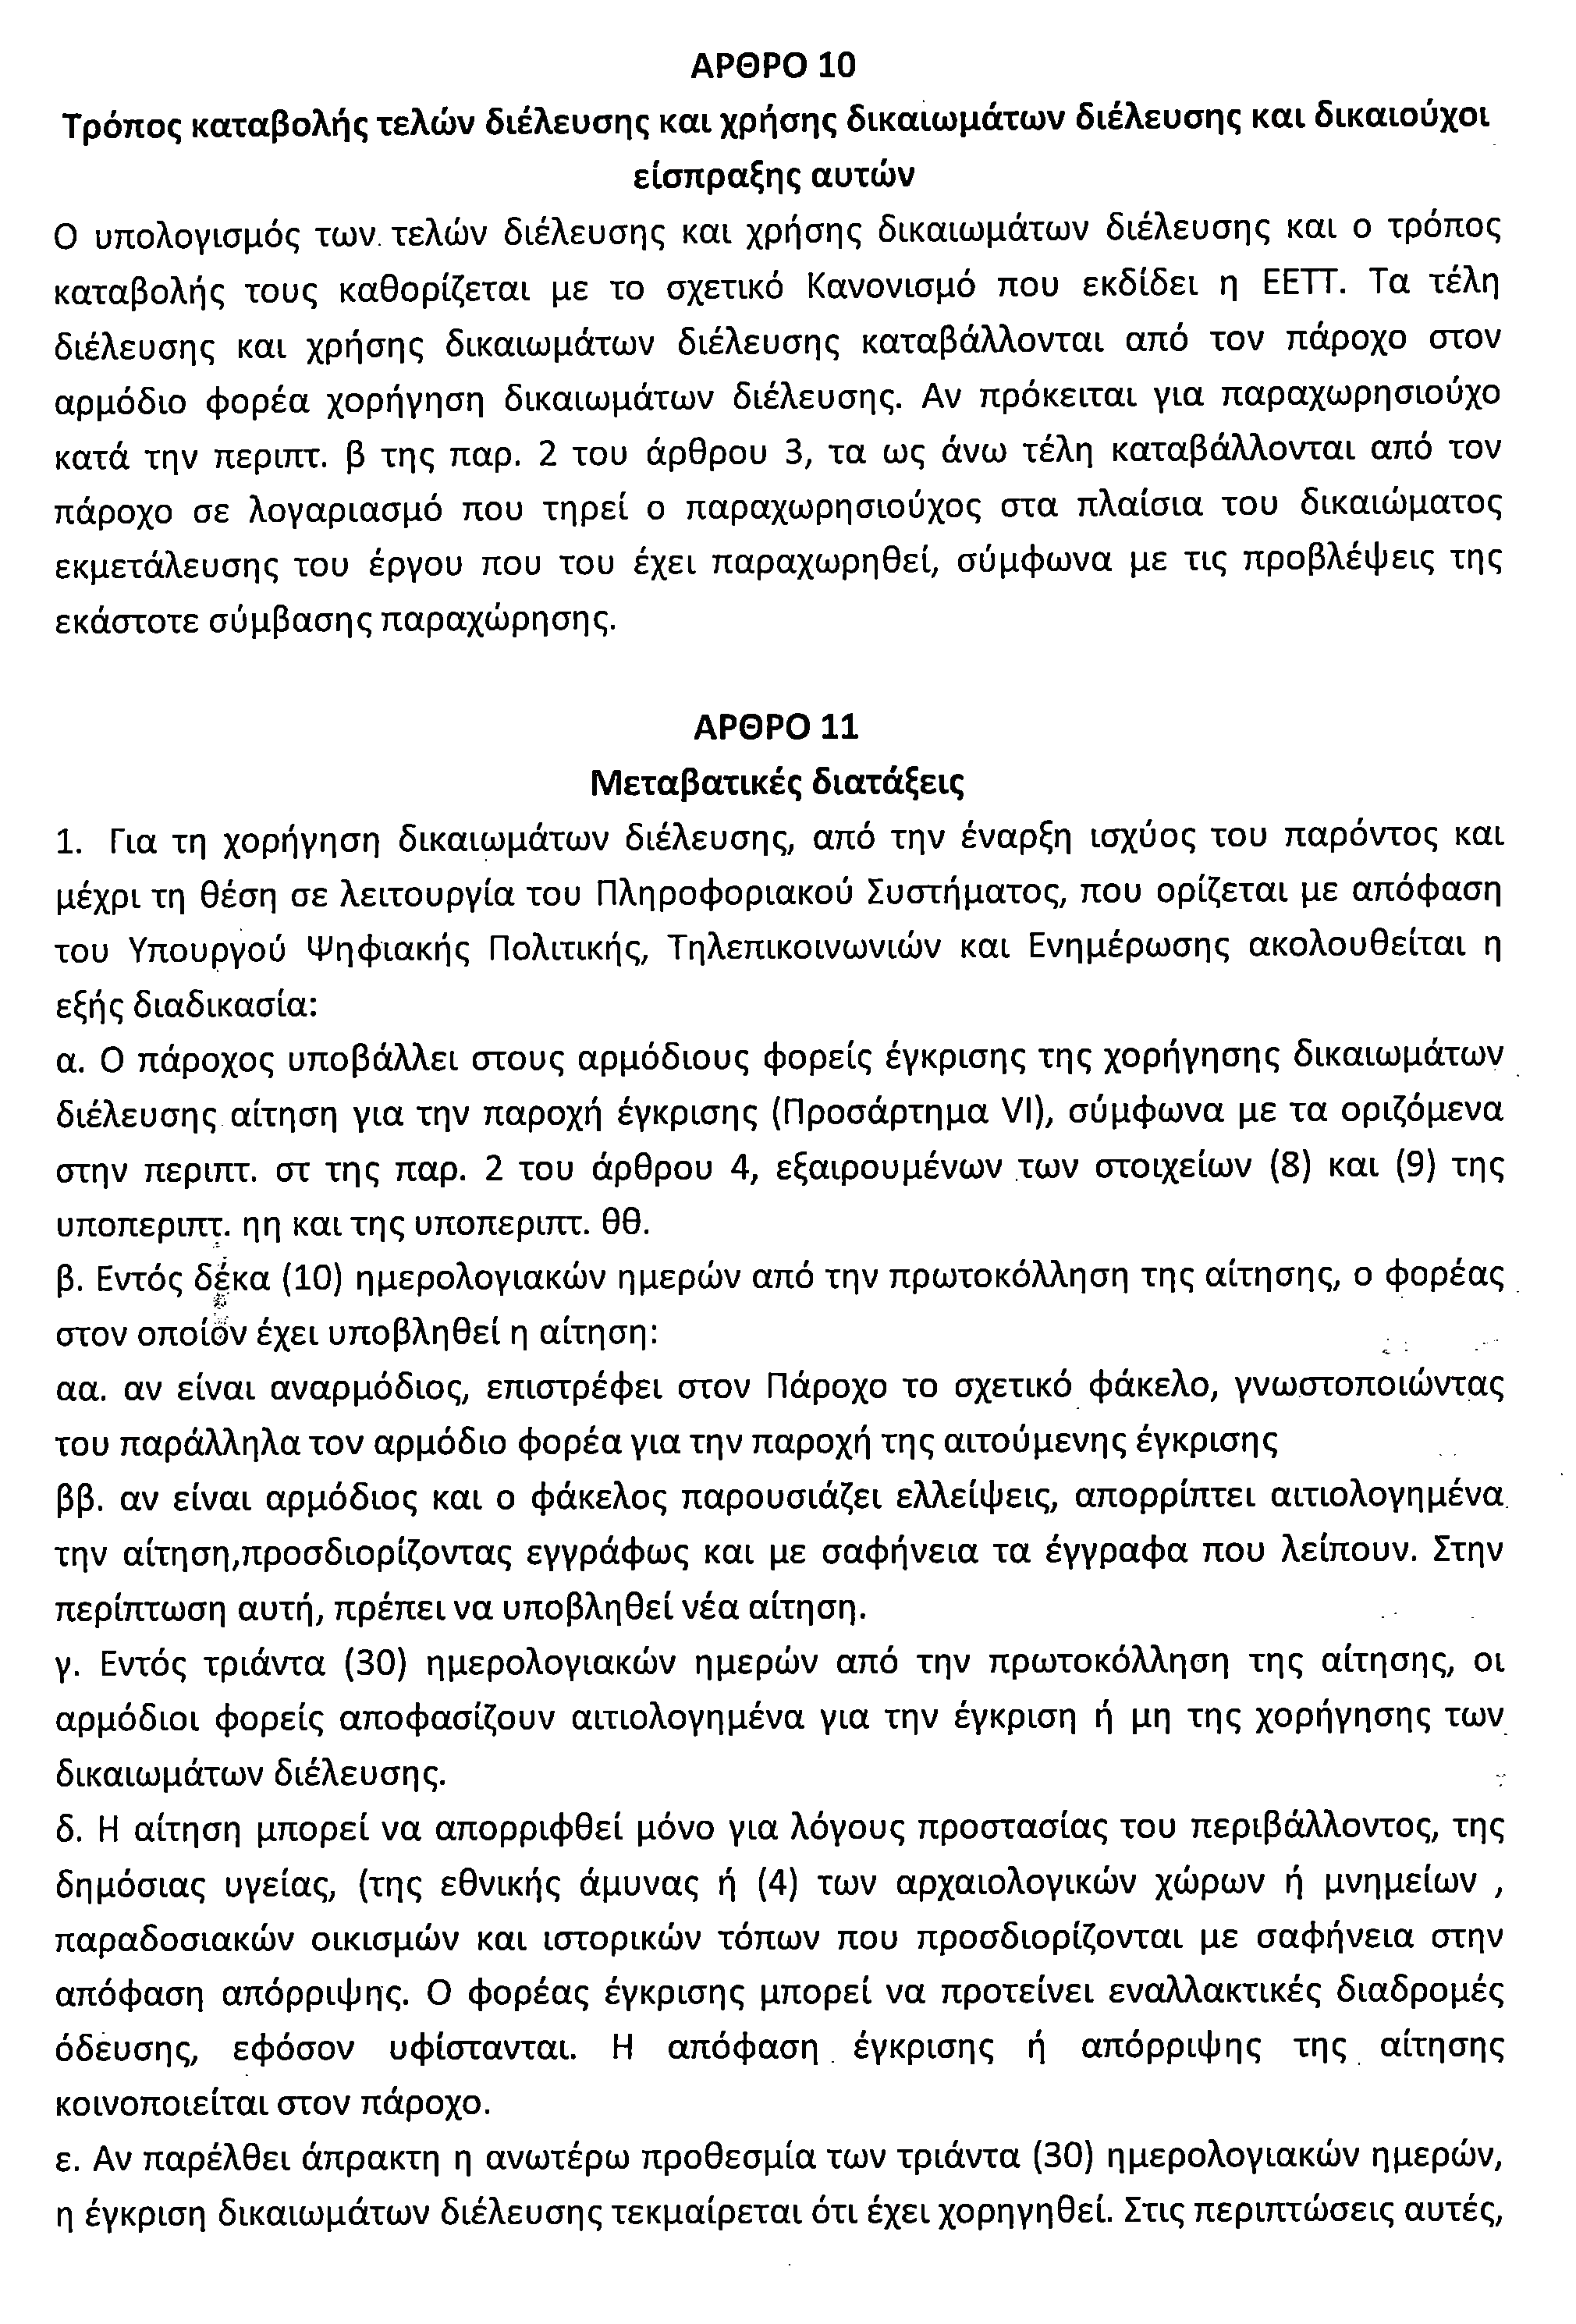 ΑΡΘΡΟ 10
Τρόπος καταβολής τελών διέλευσης και χρήσης δικαιωμάτων διέλευσης και δικαιούχοι
είσπραξης αυτών
Ο υπολογισμός των τελών διέλευσης και χρήσης δικαιωμάτων διέλευσης και ο τρόπος
καταβολής τους καθορίζεται με το σχετικό Κανονισμό που εκδίδει η ΕΕΤΤ. Τα τέλη
διέλευσης και χρήσης δικαιωμάτων διέλευσης καταβάλλονται από τον πάροχο στον
αρμόδιο φορέα χορήγηση δικαιωμάτων διέλευσης. Αν πρόκειται για παραχωρησιούχο
κατά την περιπτ. β της παρ. 2 του άρθρου 3, τα ως άνω τέλη καταβάλλονται από τον
πάροχο σε λογαριασμό που τηρεί ο παραχωρησιούχος στα πλαίσια του δικαιώματος
εκμετάλευσης του έργου που του έχει παραχωρηθεί, σύμφωνα με τις προβλέψεις της
εκάστοτε σύμβασης παραχώρησης.
ΑΡΘΡΟ 11
Μεταβατικές διατάξεις
1. Για τη χορήγηση δικαιωμάτων διέλευσης, από την έναρξη ισχύος του παρόντος και
μέχρι τη θέση σε λειτουργία του Πληροφοριακού Συστήματος, που ορίζεται με απόφαση
του Υπουργού Ψηφιακής Πολιτικής, Τηλεπικοινωνιών και Ενημέρωσης ακολουθείται η
εξής διαδικασία:
α. Ο πάροχος υποβάλλει στους αρμόδιους φορείς έγκρισης της χορήγησης δικαιωμάτων
διέλευσης αίτηση για την παροχή έγκρισης (Προσάρτημα VI), σύμφωνα με τα οριζόμενα
στην περιπτ. στ της παρ. 2 του άρθρου 4, εξαιρουμένων των στοιχείων (8) και (9) της
υποπεριπτ. ηη και της υποπεριπτ. θθ.
β. Εντός δέκα (10) ημερολογιακών ημερών από την πρωτοκόλληση της αίτησης, ο φορέας
στον οποίον έχει υποβληθεί η αίτηση:
αα. αν είναι αναρμόδιος, επιστρέφει στον Πάροχο το σχετικό φάκελο, γνωστοποιώντας
του παράλληλα τον αρμόδιο φορέα για την παροχή της αιτούμενης έγκρισης
ββ. αν είναι αρμόδιος και ο φάκελος παρουσιάζει ελλείψεις, απορρίπτει αιτιολογημένα
την αίτηση,προσδιορίζοντας εγγράφως και με σαφήνεια τα έγγραφα που λείπουν. Στην
περίπτωση αυτή, πρέπει να υποβληθεί νέα αίτηση.
γ. Εντός τριάντα (30) ημερολογιακών ημερών από την πρωτοκόλληση της αίτησης, οι
αρμόδιοι φορείς αποφασίζουν αιτιολογημένα για την έγκριση ή μη της χορήγησης των
δικαιωμάτων διέλευσης.
δ. Η αίτηση μπορεί να απορριφθεί μόνο για λόγους προστασίας του περιβάλλοντος, της
δημόσιας υγείας, (της εθνικής άμυνας ή (4) των αρχαιολογικών χώρων ή μνημείων ,
παραδοσιακών οικισμών και ιστορικών τόπων που προσδιορίζονται με σαφήνεια στην
απόφαση απόρριψης. Ο φορέας έγκρισης μπορεί να προτείνει εναλλακτικές διαδρομές
όδευσης, εφόσον υφίστανται. Η απόφαση έγκρισης ή απόρριψης της αίτησης
κοινοποιείται στον πάροχο.
ε. Αν παρέλθει άπρακτη η ανωτέρω προθεσμία των τριάντα (30) ημερολογιακών ημερών,
η έγκριση δικαιωμάτων διέλευσης τεκμαίρεται ότι έχει χορηγηθεί. Στις περιπτώσεις αυτές,